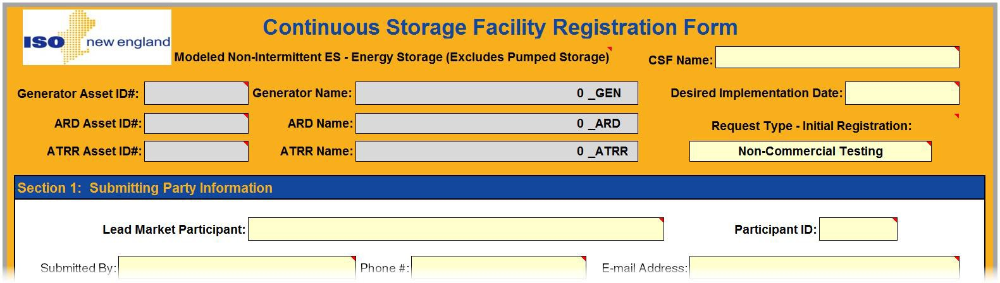 Continuous Storage Facility Registration Form
ISO new england
Modeled Non-Intermittent ES - Energy Storage (Excludes Pumped Storage) CSF Name:
Generator Asset ID#: Generator Name: 0 _GEN Desired Implementation Date:
ARD Asset ID#: ARD Name: 0 _ARD Request Type - Initial Registration:
ATRR Asset ID#: ATRR Name: 0 _ATRR Non-Commercial Testing
Section 1: Submitting Party Information
Lead Market Participant: Participant ID:
Submitted By: Phone #: E-mail Address: